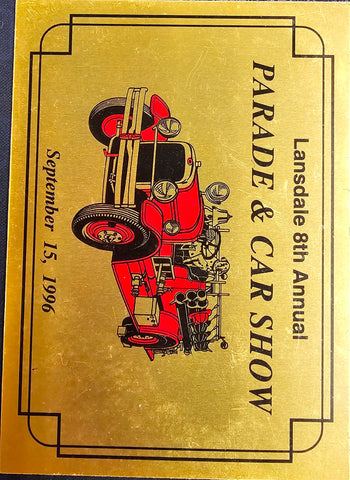 Lansdale 8th Annual
PARADE & CAR SHOW
September 15, 1996